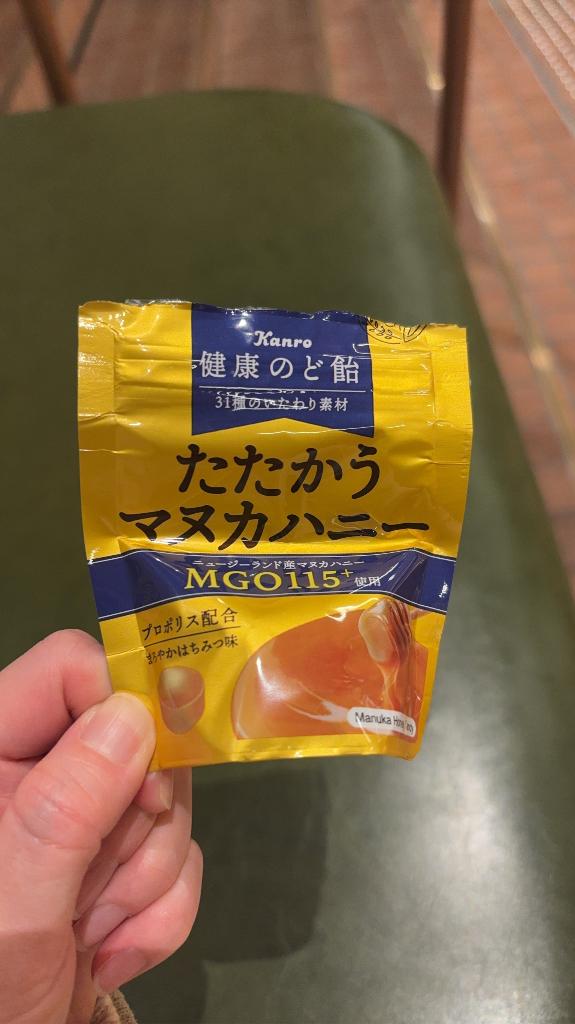 Kanro
健康のど飴
31種のいたわり素材
たたかう
マヌカハニー
ニュージーランド産マヌカハニー
MGO115+使用
プロポリス配合
まろやかはちみつ味
Manuka Honey